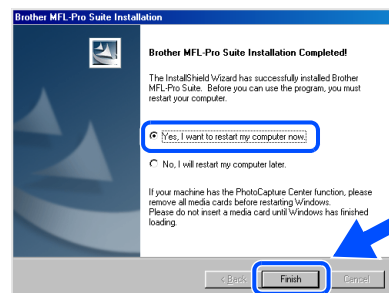 Brother MFL-Pro Suite Installation
Brother MFL-Pro Suite Installation Completed!
The InstallShield Wizard has successfully installed Brother
MFL-Pro Suite. Before you can use the program, you must
restart your computer.
Yes, I want to restart my computer now.
No, I will restart my computer later.
If your machine has the PhotoCapture Center function, please
remove all media cards before restarting Windows.
Please do not insert a media card until Windows has finished
loading.
< Back Finish Cancel